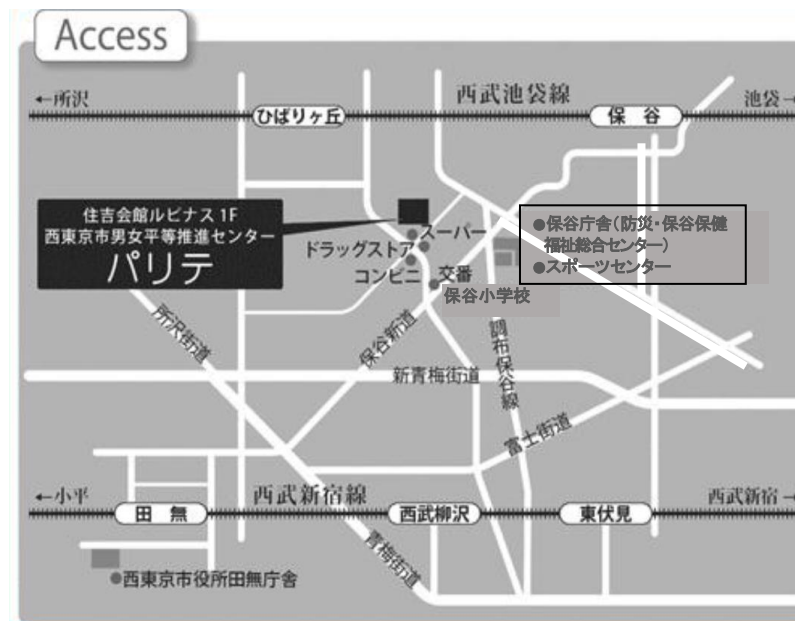 Access
←所沢
西武池袋線
池袋→
ひばりヶ丘
保 谷
住吉会館ルピナス 1F
西東京市男女平等推進センター
パリテ
スーパー
ドラッグストア
コンビニ
交番
保谷小学校
●保谷庁舎(防災・保谷保健
福祉総合センター)
●スポーツセンター
所沢街道
保谷新道
調布保谷線
新青梅街道
富士街道
←小平
西武新宿線
西武新宿→
田 無
西武柳沢
東伏見
青梅街道
●西東京市役所田無庁舎